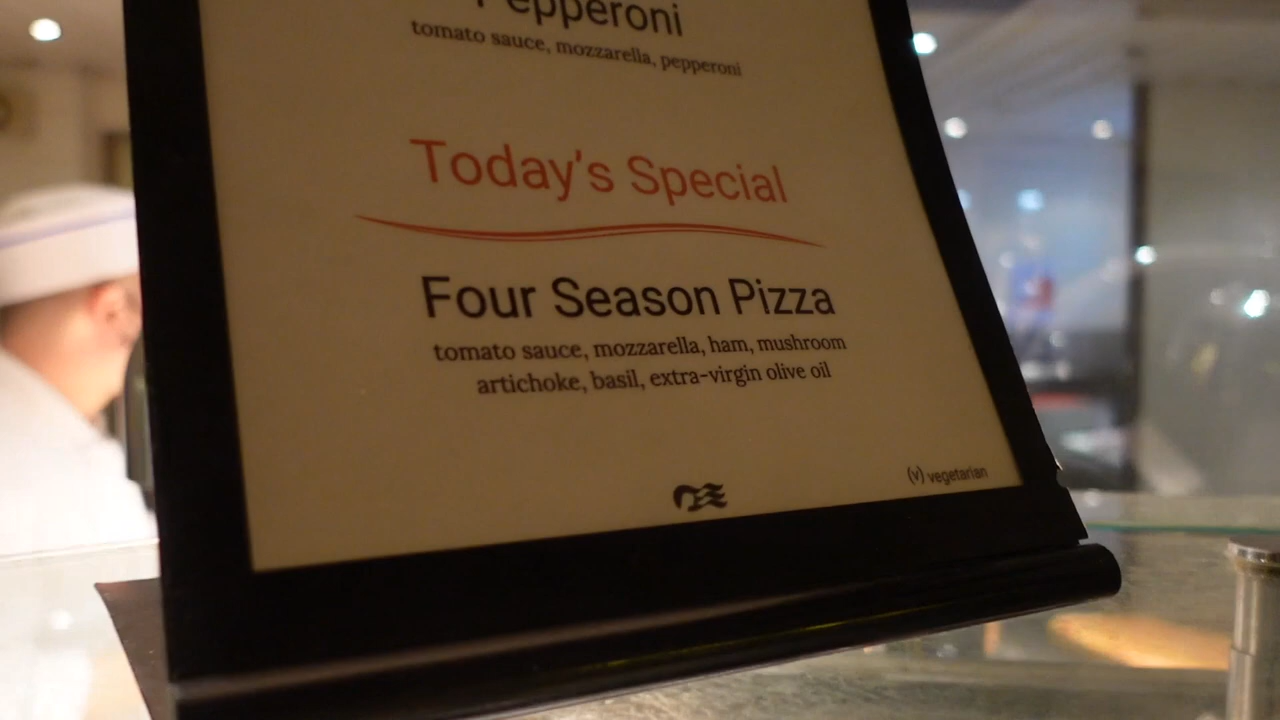 Pepperoni
tomato sauce, mozzarella, pepperoni
Today's Special
Four Season Pizza
tomato sauce, mozzarella, ham, mushroom
artichoke, basil, extra-virgin olive oil
(v) vegetarian